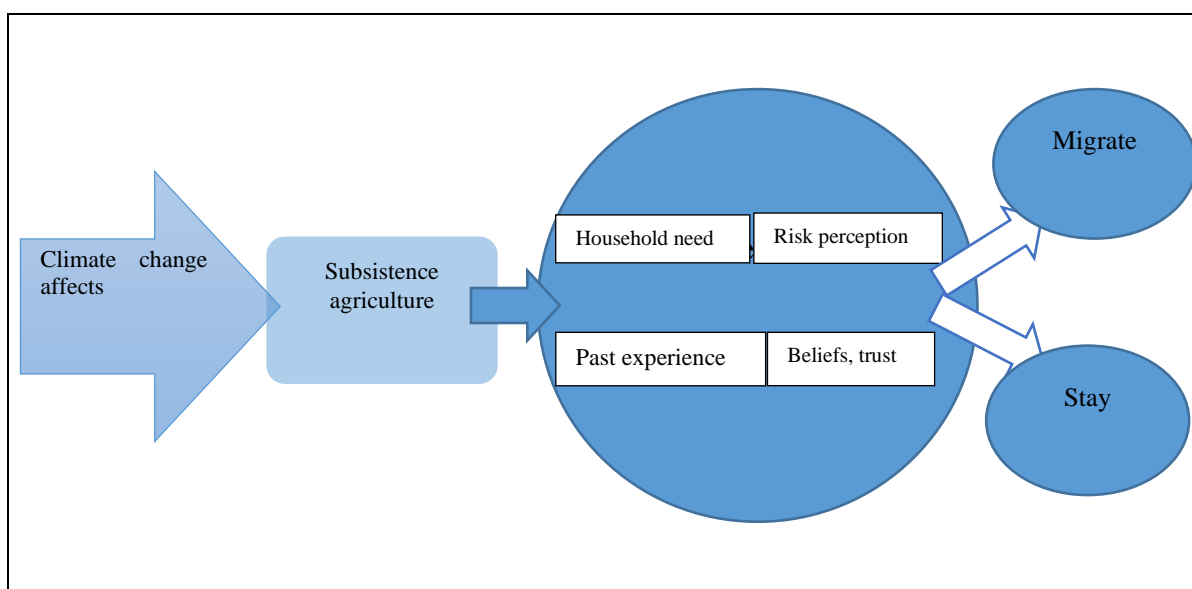 Climate change
affects
Subsistence
agriculture
Household need
Risk perception
Past experience
Beliefs, trust
Migrate
Stay